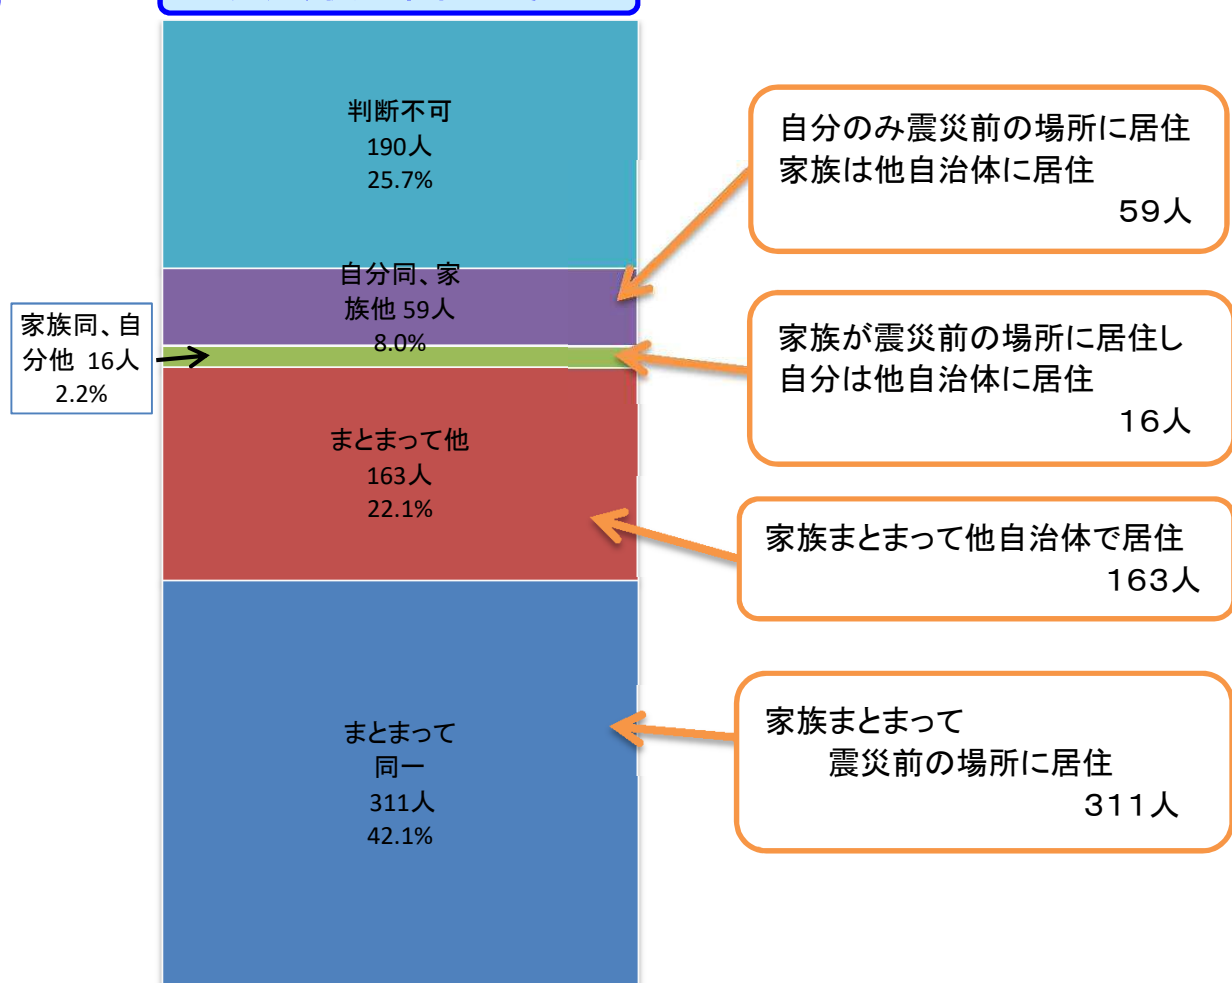 判断不可
190人
25.7%
自分同、家
族他 59人
8.0%
家族同、自
分他 16人
2.2%
まとまって他
163人
22.1%
まとまって
同一
311人
42.1%
自分のみ震災前の場所に居住
家族は他自治体に居住
59人
家族が震災前の場所に居住し
自分は他自治体に居住
16人
家族まとまって他自治体で居住
163人
家族まとまって
震災前の場所に居住
311人